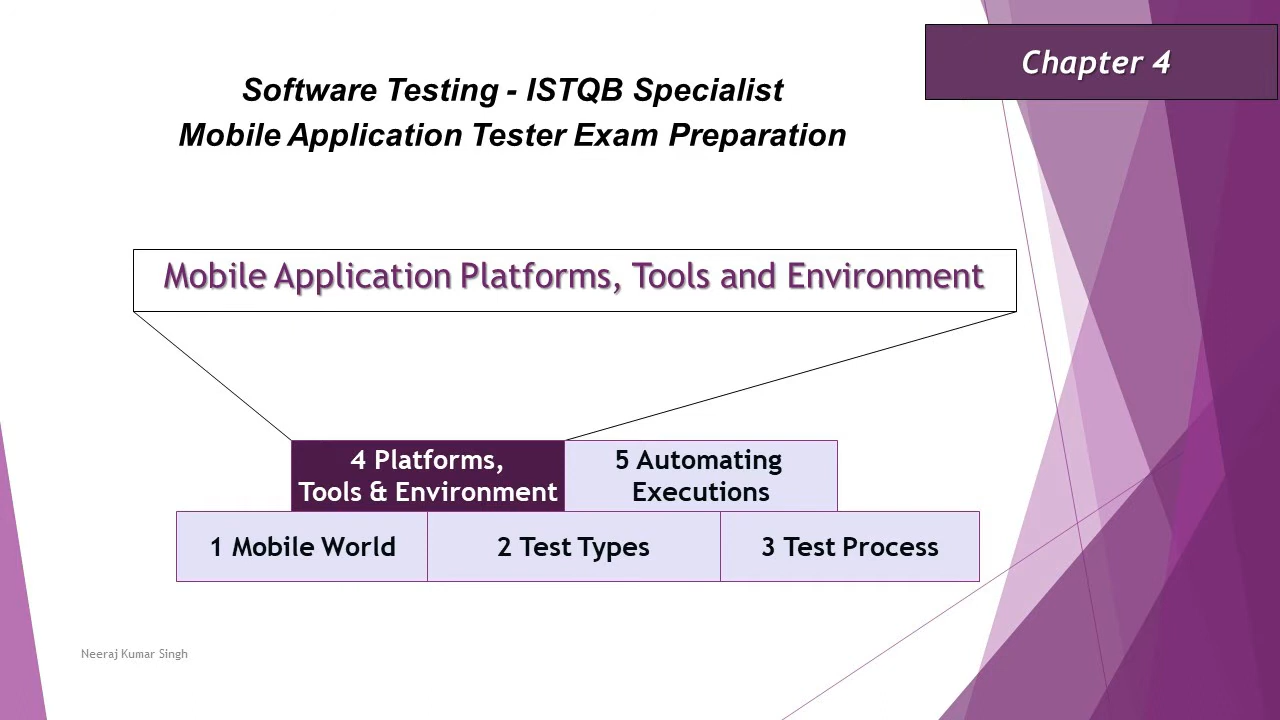 Chapter 4
Software Testing - ISTQB Specialist
Mobile Application Tester Exam Preparation
Mobile Application Platforms, Tools and Environment
4 Platforms,
Tools & Environment
5 Automating
Executions
1 Mobile World
2 Test Types
3 Test Process
Neeraj Kumar Singh